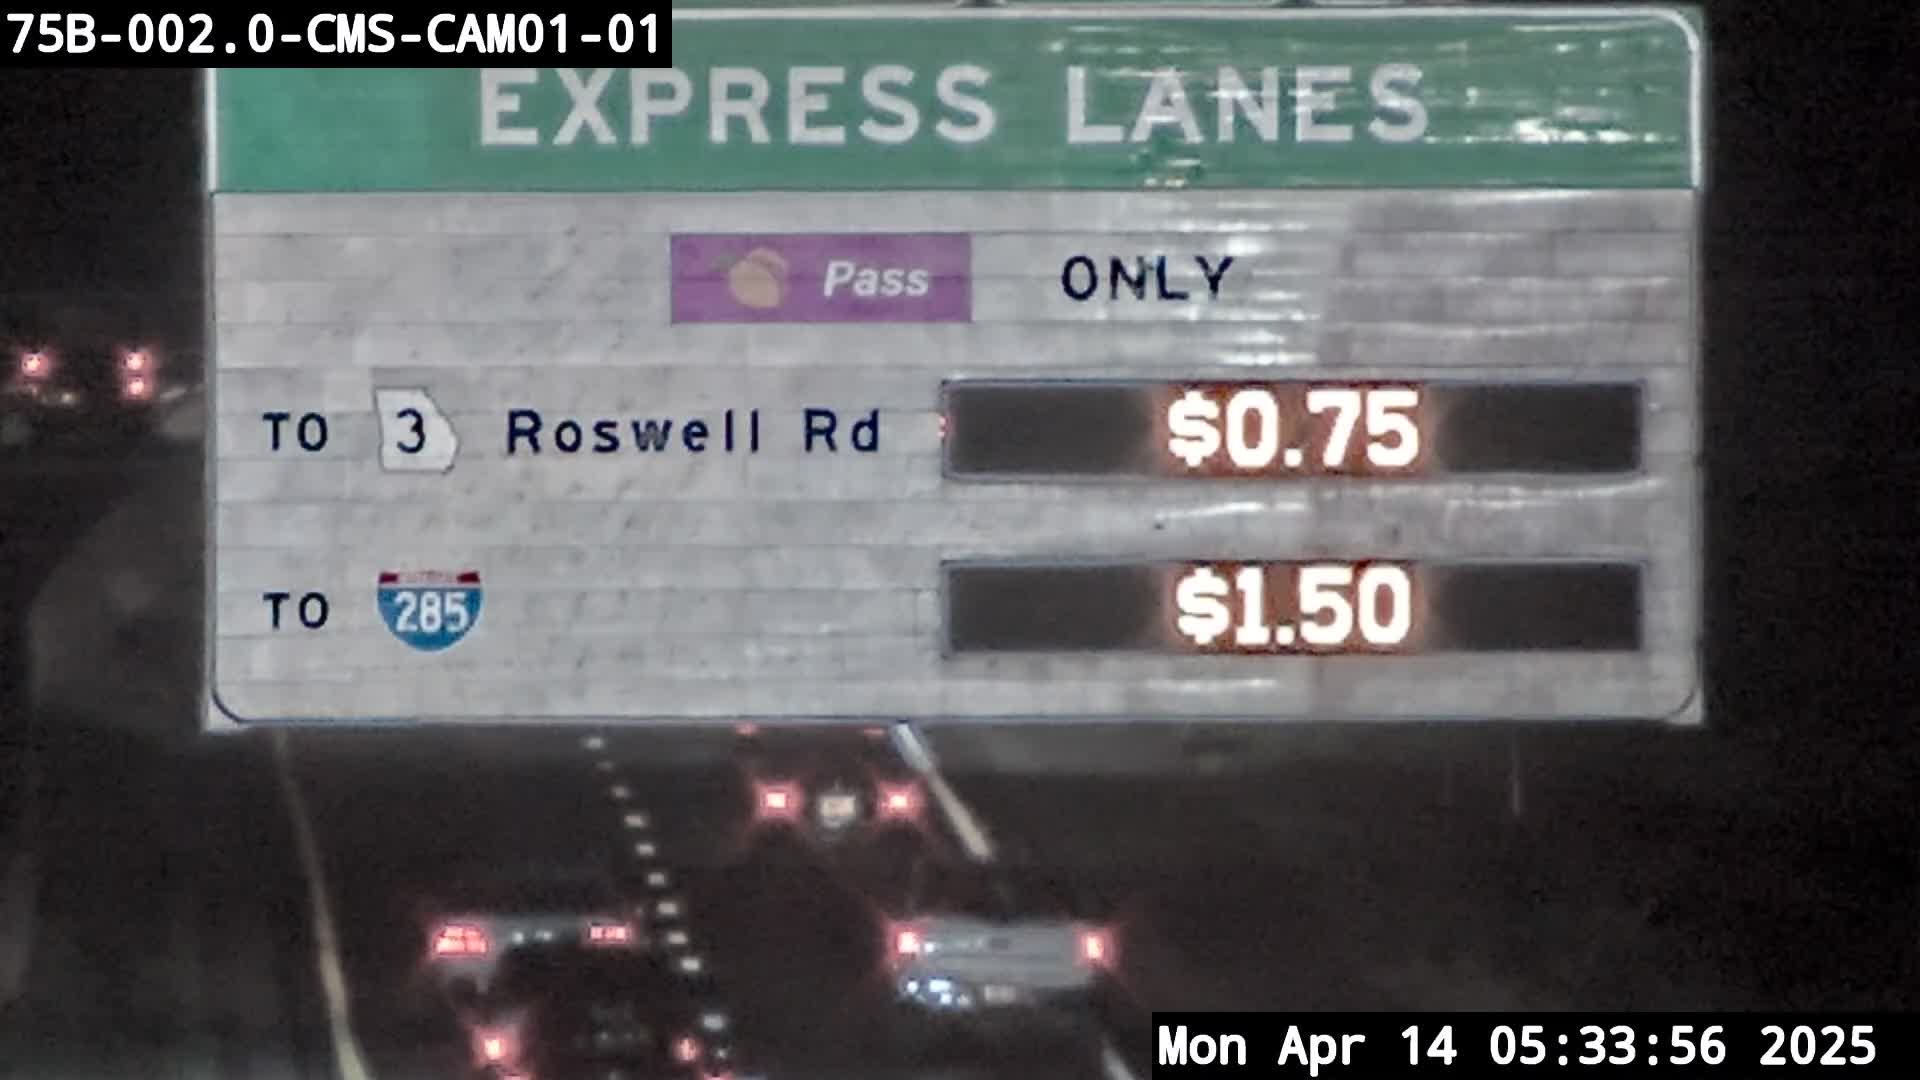 75B-002.0-CMS-CAM01-01
EXPRESS LANES
Pass ONLY
TO 3 Roswell Rd $0.75
TO 285 $1.50
Mon Apr 14 05:33:56 2025